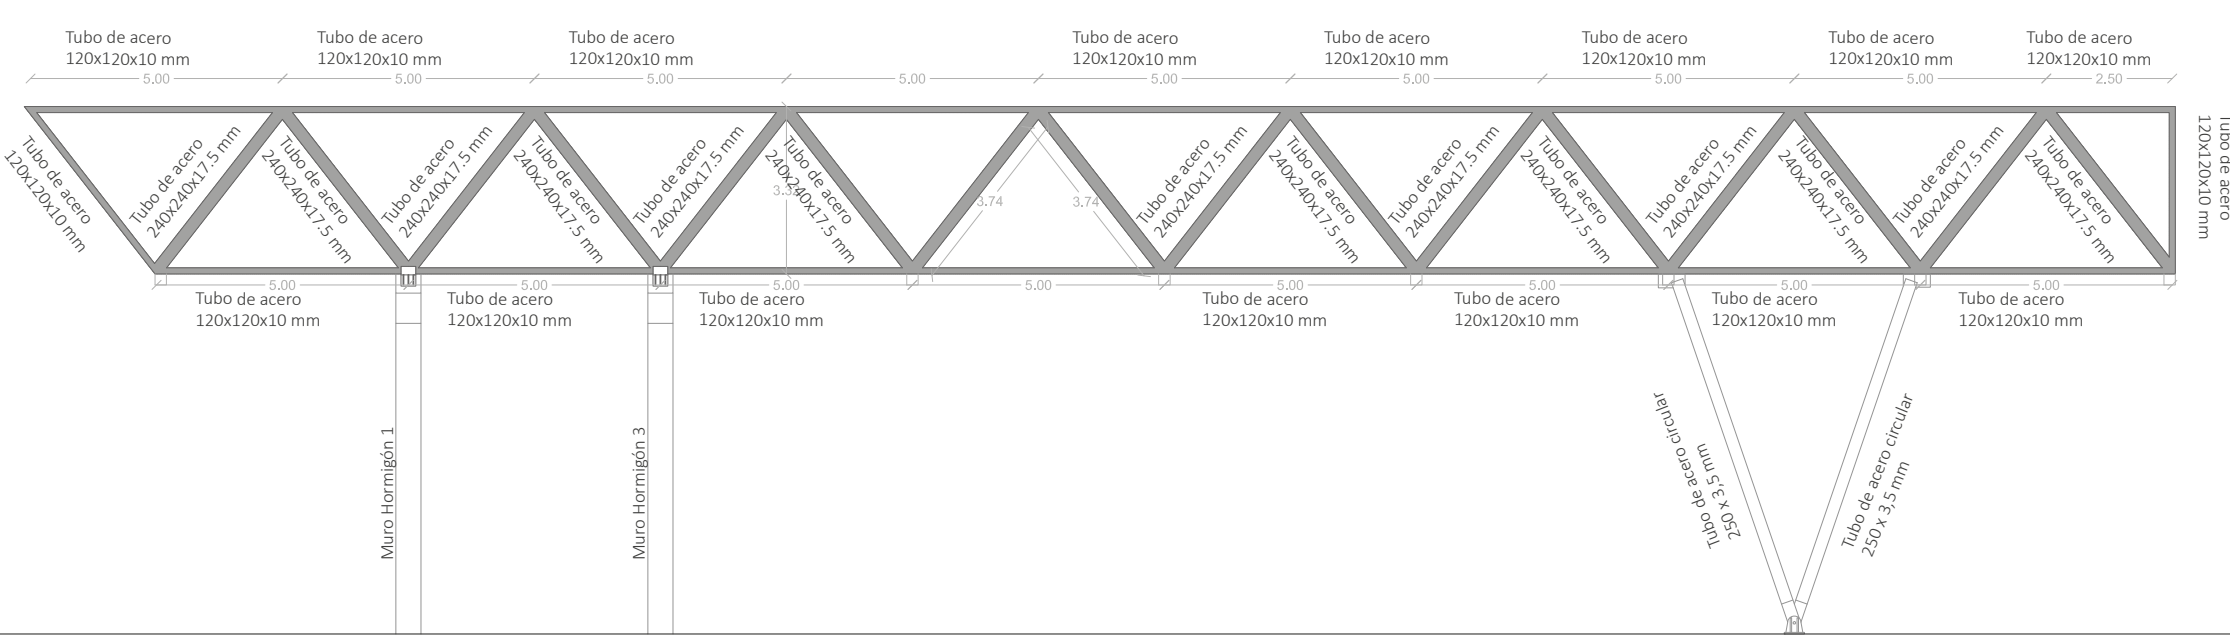 Tubo de acero
120x120x10 mm
Tubo de acero
120x120x10 mm
Tubo de acero
120x120x10 mm
Tubo de acero
120x120x10 mm
Tubo de acero
120x120x10 mm
Tubo de acero
120x120x10 mm
Tubo de acero
120x120x10 mm
Tubo de acero
120x120x10 mm
5.00
5.00
5.00
5.00
5.00
5.00
5.00
5.00
2.50
Tubo de acero
120x120x10 mm
Tubo de acero
240x240x17.5 mm
Tubo de acero
240x240x17.5 mm
Tubo de acero
240x240x17.5 mm
Tubo de acero
240x240x17.5 mm
Tubo de acero
240x240x17.5 mm
Tubo de acero
240x240x17.5 mm
3.74
3.74
Tubo de acero
240x240x17.5 mm
Tubo de acero
240x240x17.5 mm
Tubo de acero
240x240x17.5 mm
Tubo de acero
240x240x17.5 mm
Tubo de acero
240x240x17.5 mm
Tubo de acero
240x240x17.5 mm
Tubo de acero
240x240x17.5 mm
Tubo de acero
240x240x17.5 mm
Tubo de acero
120x120x10 mm
5.00
5.00
5.00
5.00
5.00
5.00
5.00
5.00
Tubo de acero
120x120x10 mm
Tubo de acero
120x120x10 mm
Tubo de acero
120x120x10 mm
Tubo de acero
120x120x10 mm
Tubo de acero
120x120x10 mm
Tubo de acero
120x120x10 mm
Tubo de acero
120x120x10 mm
Muro Hormigón 1
Muro Hormigón 3
Tubo de acero circular
250 x 3,5 mm
Tubo de acero circular
250 x 3,5 mm